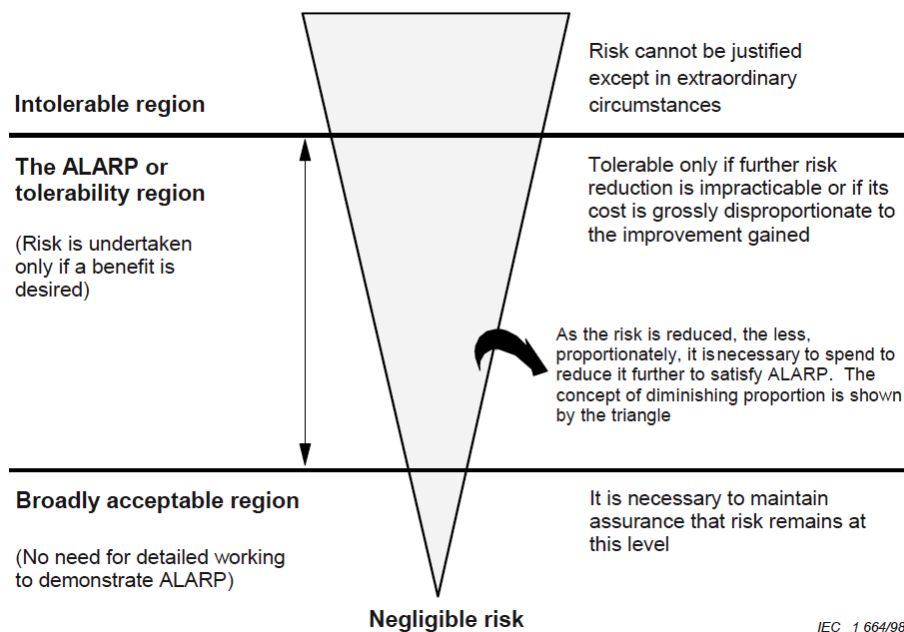 Risk cannot be justified
except in extraordinary
circumstances
Intolerable region
The ALARP or
tolerability region
(Risk is undertaken
only if a benefit is
desired)
Tolerable only if further risk
reduction is impracticable or if its
cost is grossly disproportionate to
the improvement gained
As the risk is reduced, the less,
proportionately, it is necessary to spend to
reduce it further to satisfy ALARP. The
concept of diminishing proportion is shown
by the triangle
Broadly acceptable region
(No need for detailed working
to demonstrate ALARP)
It is necessary to maintain
assurance that risk remains at
this level
Negligible risk
IEC 1 664/98